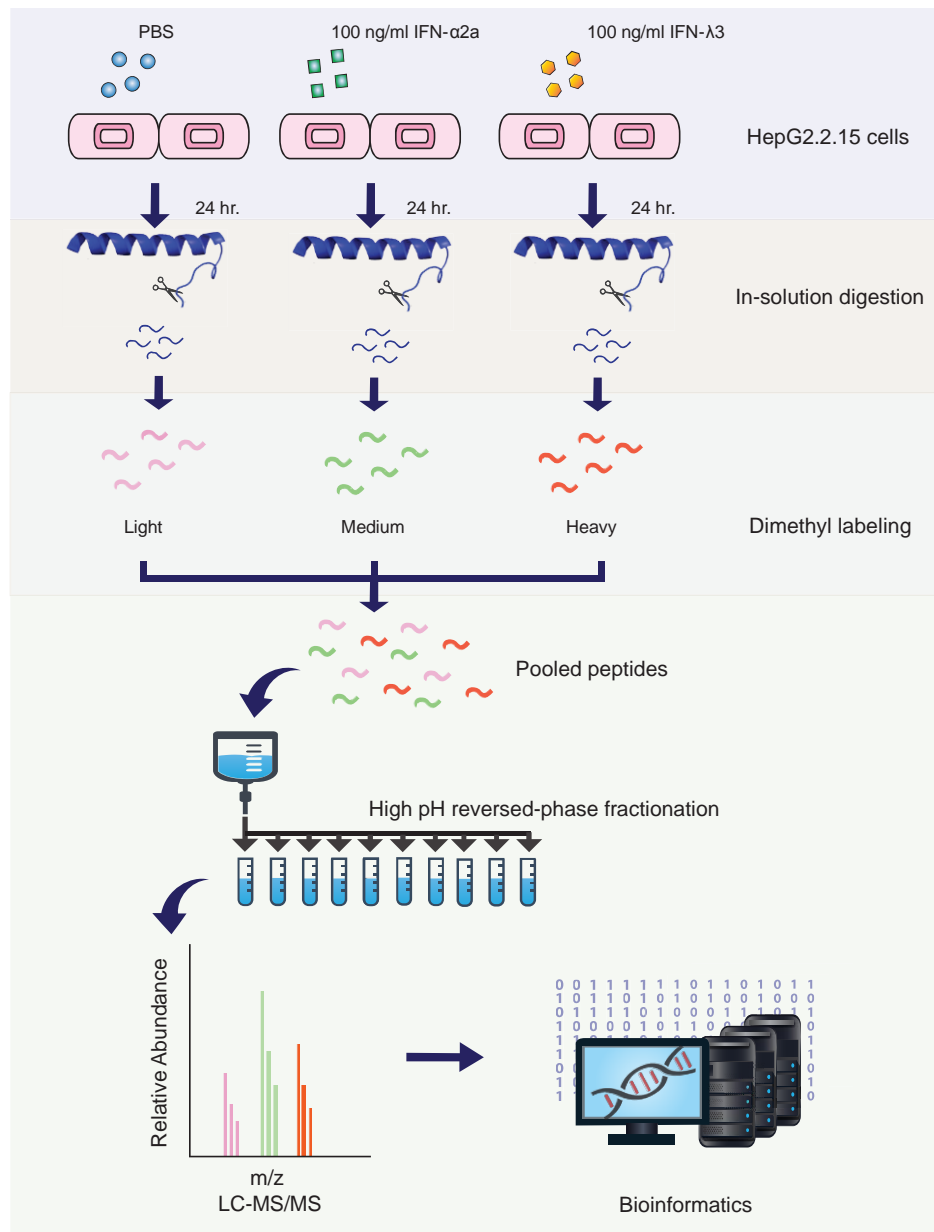 PBS
100 ng/ml IFN-α2a
100 ng/ml IFN-λ3
HepG2.2.15 cells
24 hr.
24 hr.
24 hr.
In-solution digestion
Light
Medium
Heavy
Dimethyl labeling
Pooled peptides
High pH reversed-phase fractionation
Relative Abundance
m/z
LC-MS/MS
Bioinformatics